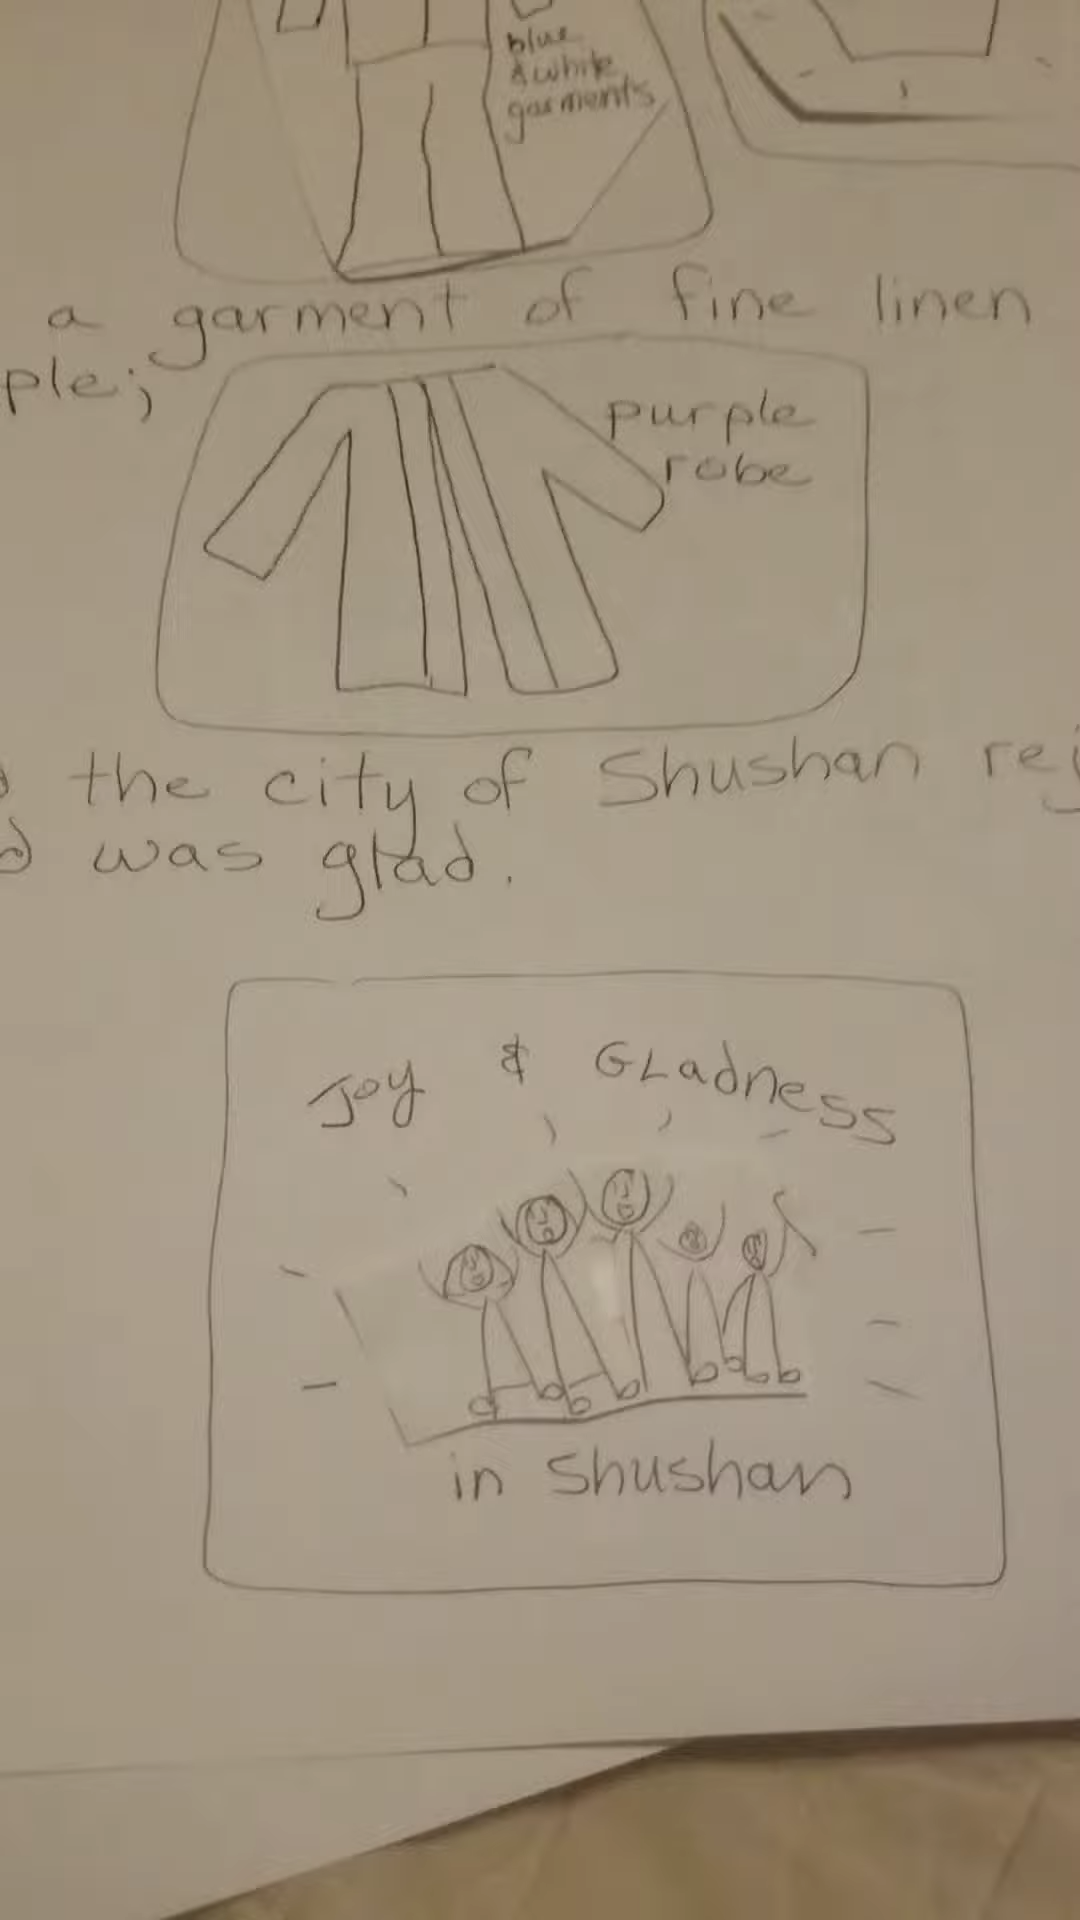 blue
& white
garments
a garment of fine linen
ple;
purple
robe
the city of Shushan rej
d was glad.
Joy & GLadness
in Shushan